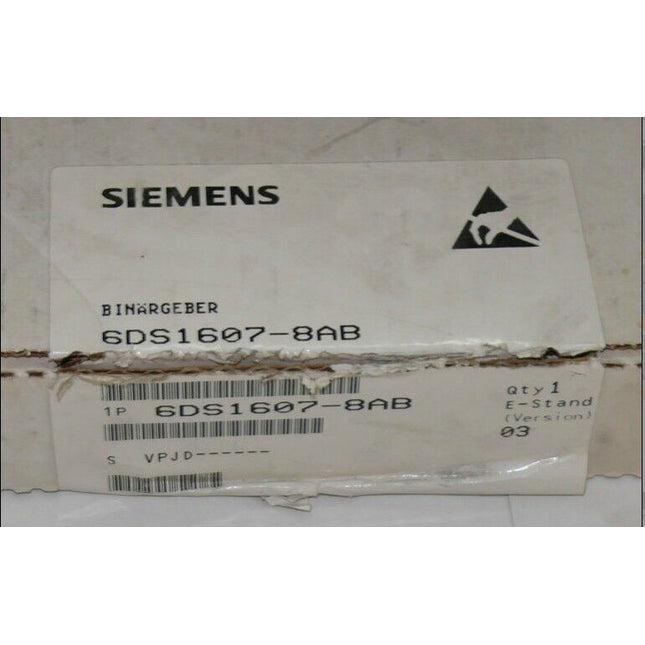 SIEMENS
BINÄRGEBER
6DS1607-8AB
1P 6DS1607-8AB
Qty 1
E-Stand
(Version)
03
S VPJD------